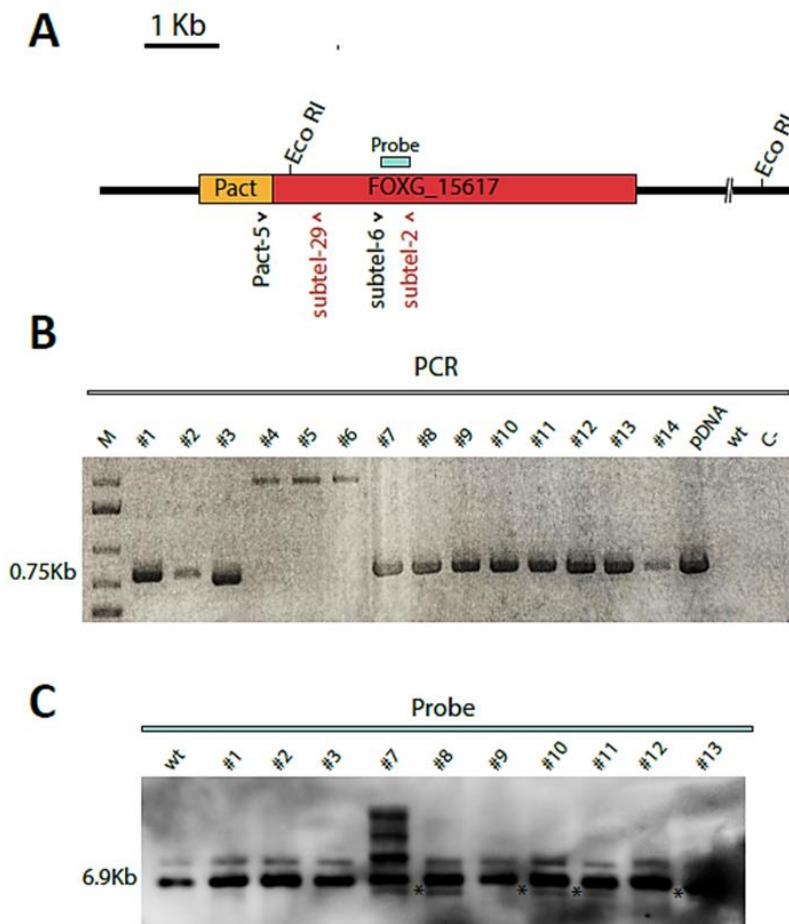 A
1 Kb
Eco RI
Eco RI
Probe
Pact
FOXG_15617
Pact-5
subtel-29
subtel-6
subtel-2
B
PCR
M #1 #2 #3 #4 #5 #6 #7 #8 #9 #10 #11 #12 #13 #14 pDNA wt C-
0.75Kb
C
Probe
wt #1 #2 #3 #7 #8 #9 #10 #11 #12 #13
6.9Kb
* * * *